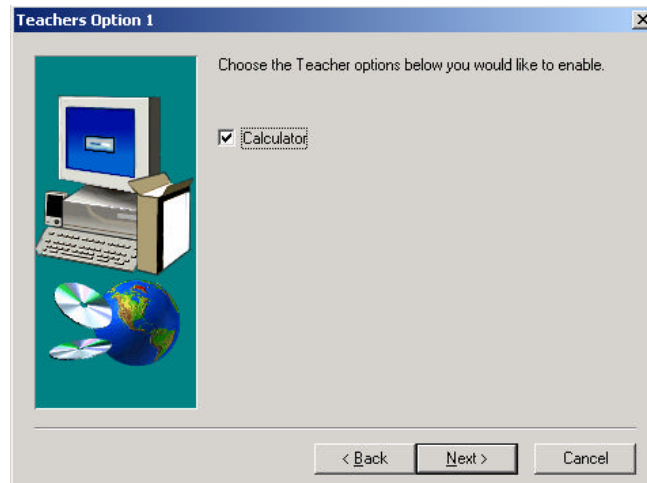 Teachers Option 1
Choose the Teacher options below you would like to enable.
Calculator
< Back
Next >
Cancel